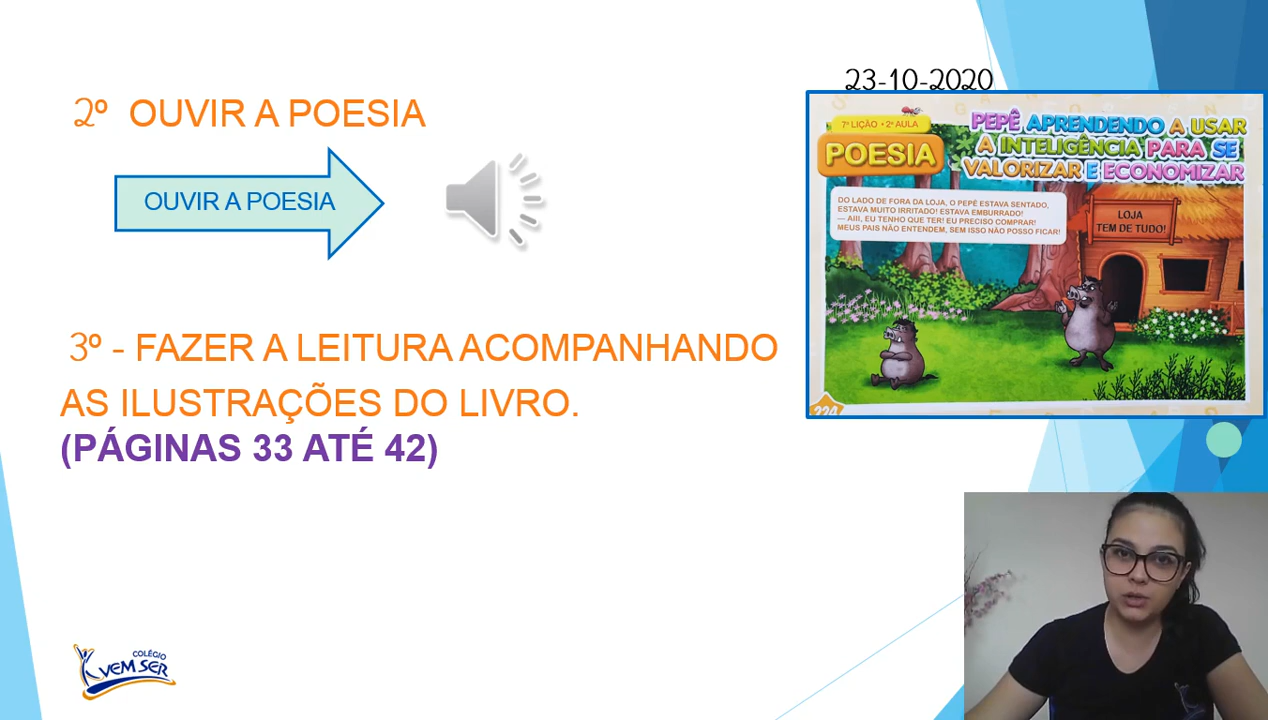 23-10-2020
2º OUVIR A POESIA
OUVIR A POESIA
3º - FAZER A LEITURA ACOMPANHANDO
AS ILUSTRAÇÕES DO LIVRO.
(PÁGINAS 33 ATÉ 42)
7ª LIÇÃO • 2ª AULA
POESIA
PEPÊ APRENDENDO A USAR
A INTELIGÊNCIA PARA SE
VALORIZAR E ECONOMIZAR
DO LADO DE FORA DA LOJA, O PEPÊ ESTAVA SENTADO,
ESTAVA MUITO IRRITADO! ESTAVA EMBURRADO!
— AIII, EU TENHO QUE TER! EU PRECISO COMPRAR!
MEUS PAIS NÃO ENTENDEM, SEM ISSO NÃO POSSO FICAR!
LOJA
TEM DE TUDO!
COLÉGIO
VEM SER